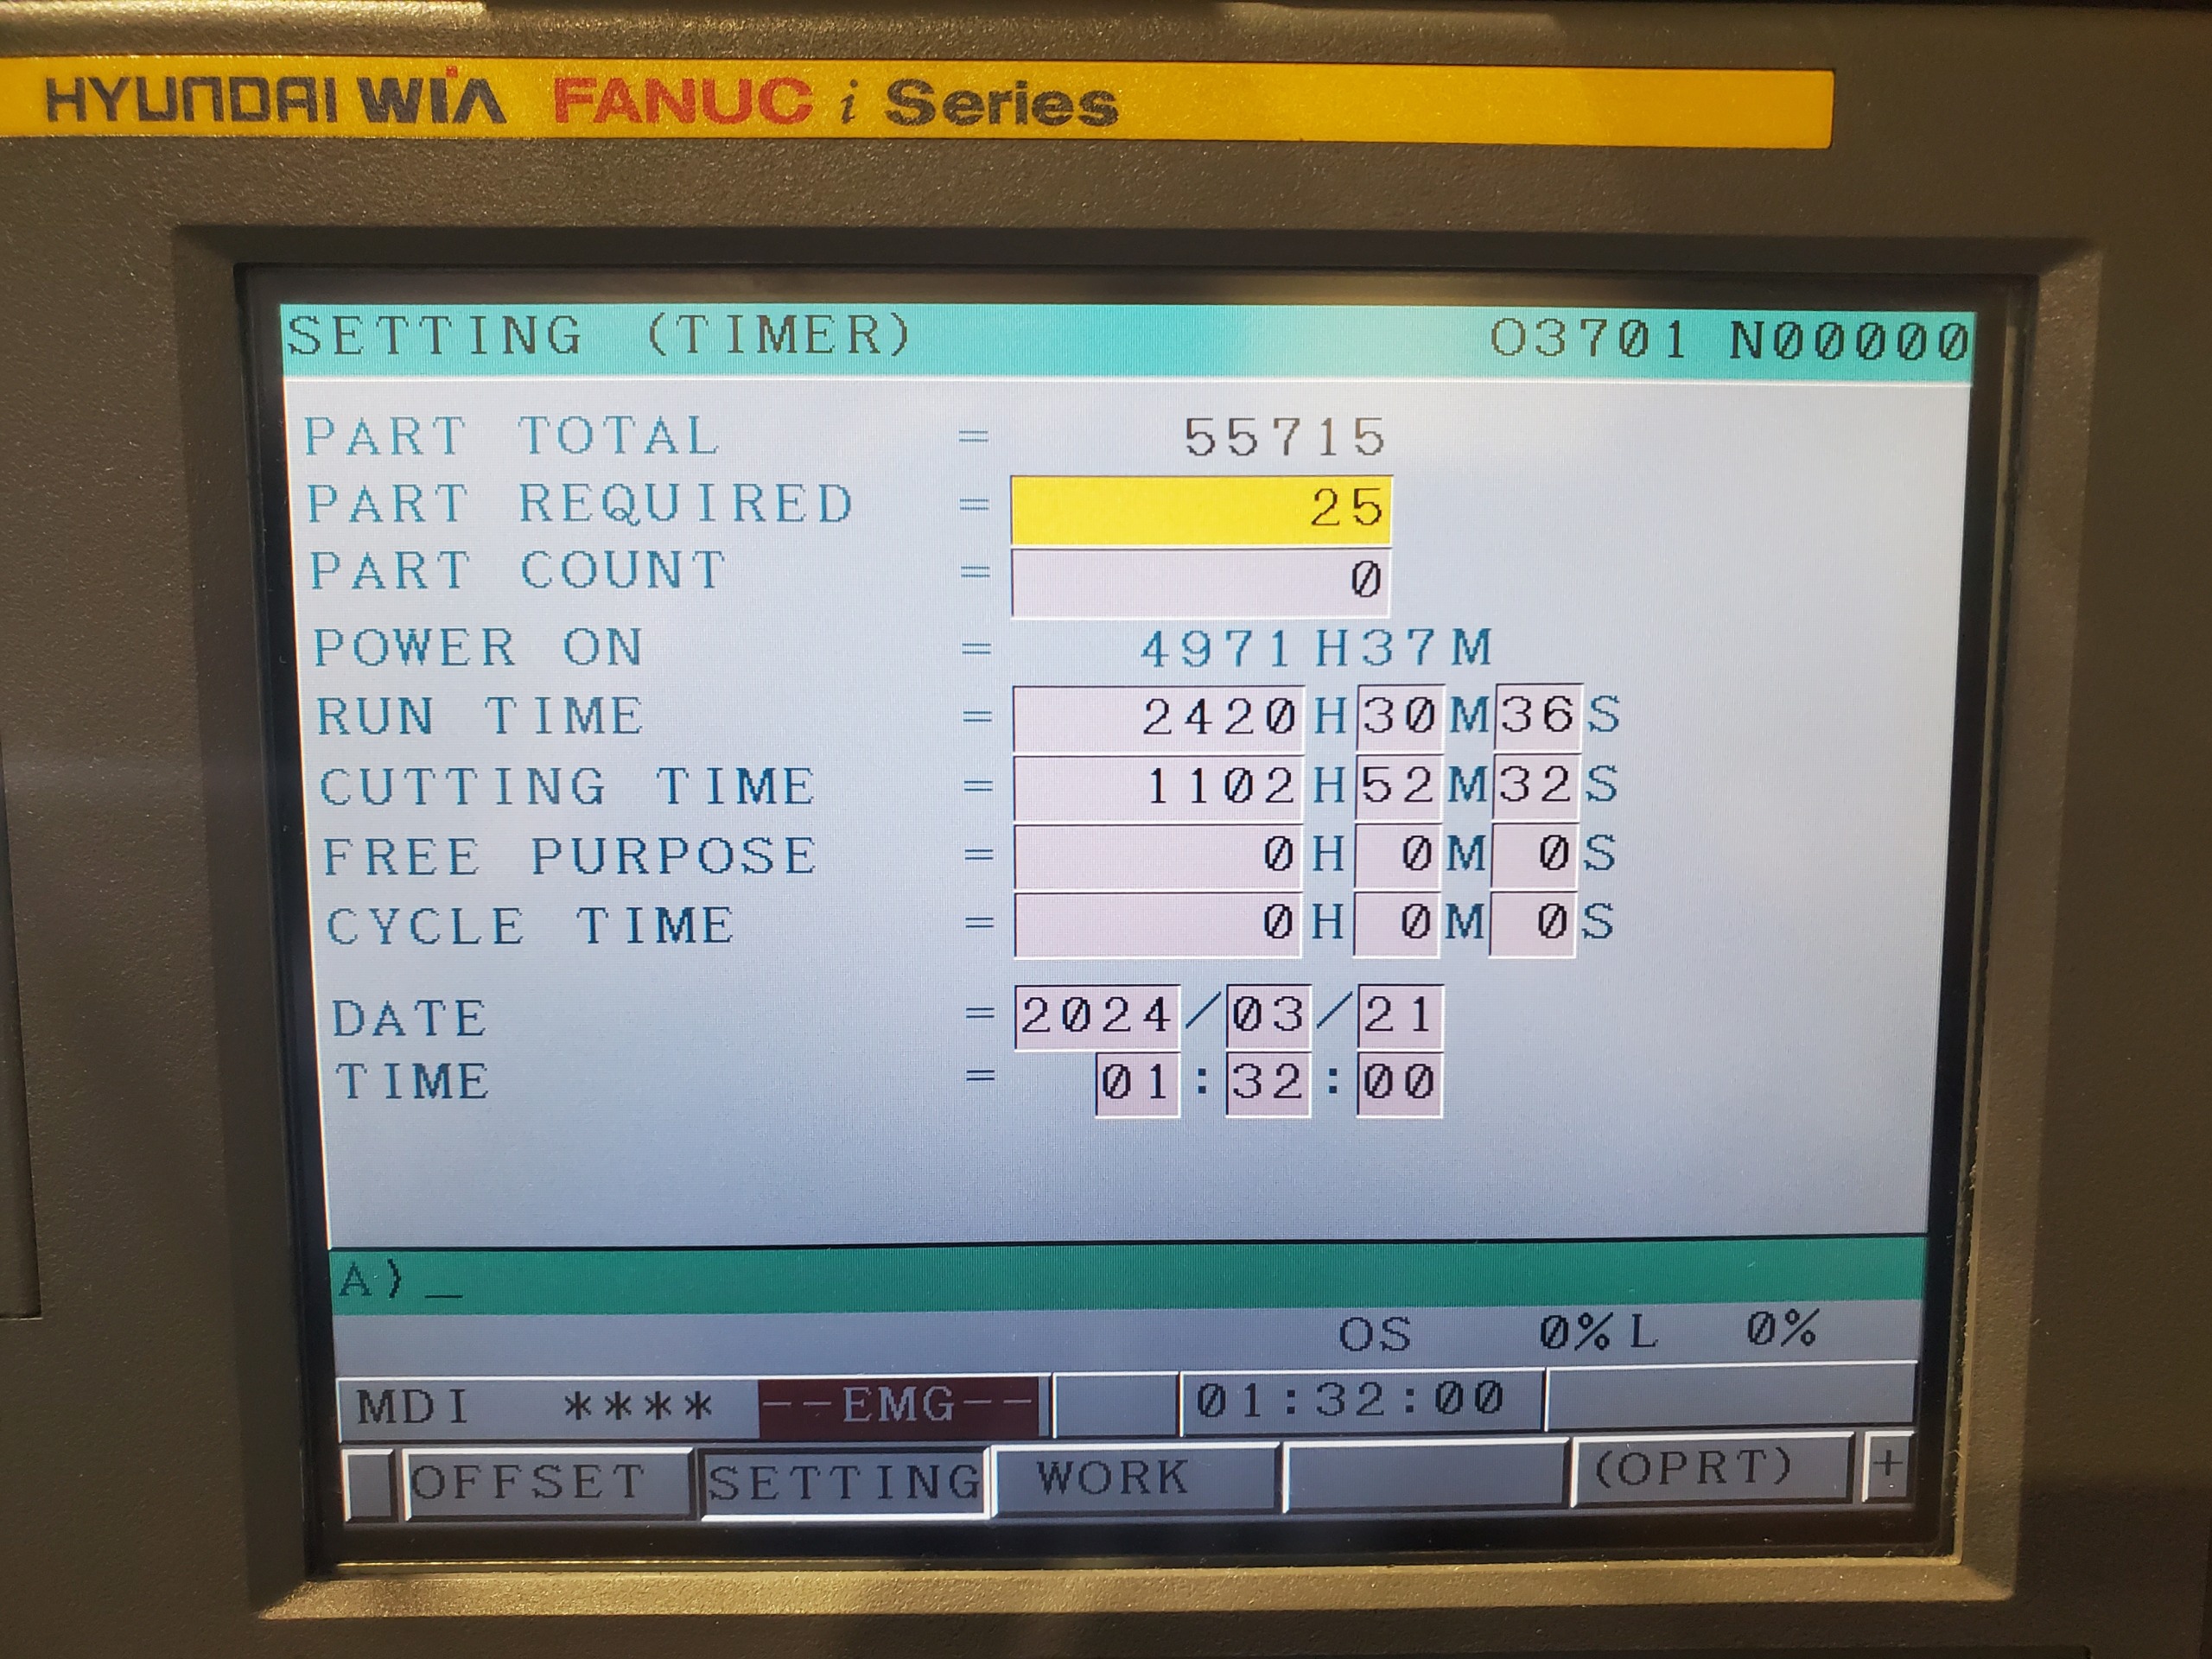 HYUNDAI WIA FANUC i Series
SETTING (TIMER) O3701 N00000
PART TOTAL = 55715
PART REQUIRED = 25
PART COUNT = 0
POWER ON = 4971H37M
RUN TIME = 2420H30M36S
CUTTING TIME = 1102H52M32S
FREE PURPOSE = 0H 0M 0S
CYCLE TIME = 0H 0M 0S
DATE = 2024/03/21
TIME = 01:32:00
A)_
OS 0% L 0%
MDI **** --EMG-- 01:32:00
OFFSET SETTING WORK (OPRT) +